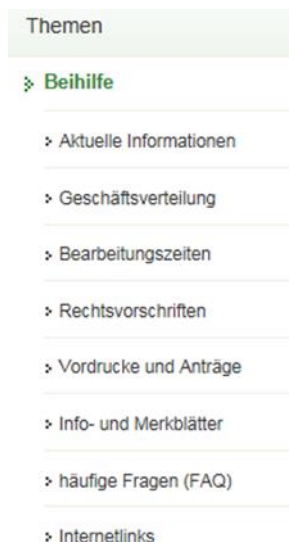 Themen
Beihilfe
Aktuelle Informationen
Geschäftsverteilung
Bearbeitungszeiten
Rechtsvorschriften
Vordrucke und Anträge
Info- und Merkblätter
häufige Fragen (FAQ)
Internetlinks